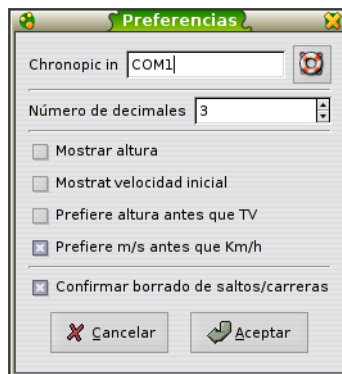 Preferencias
Chronopic in COM1
Número de decimales 3
Mostrar altura
Mostrat velocidad inicial
Prefiere altura antes que TV
Prefiere m/s antes que Km/h
Confirmar borrado de saltos/carreras
Cancelar Aceptar